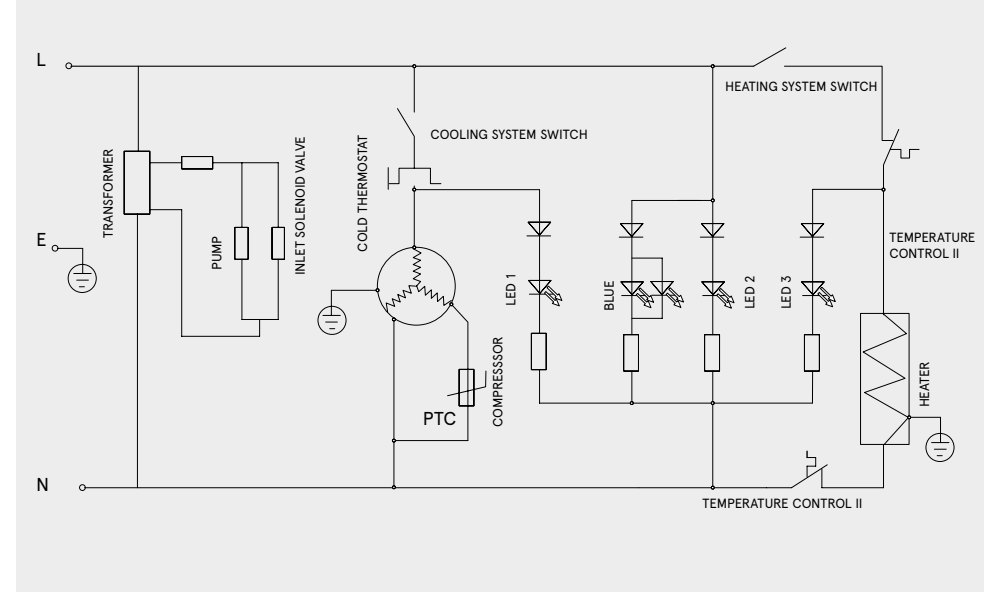 L
HEATING SYSTEM SWITCH
COOLING SYSTEM SWITCH
TRANSFORMER
INLET SOLENOID VALVE
COLD THERMOSTAT
E
PUMP
TEMPERATURE
CONTROL II
LED 1
BLUE
LED 2
LED 3
COMPRESSSOR
HEATER
PTC
N
TEMPERATURE CONTROL II